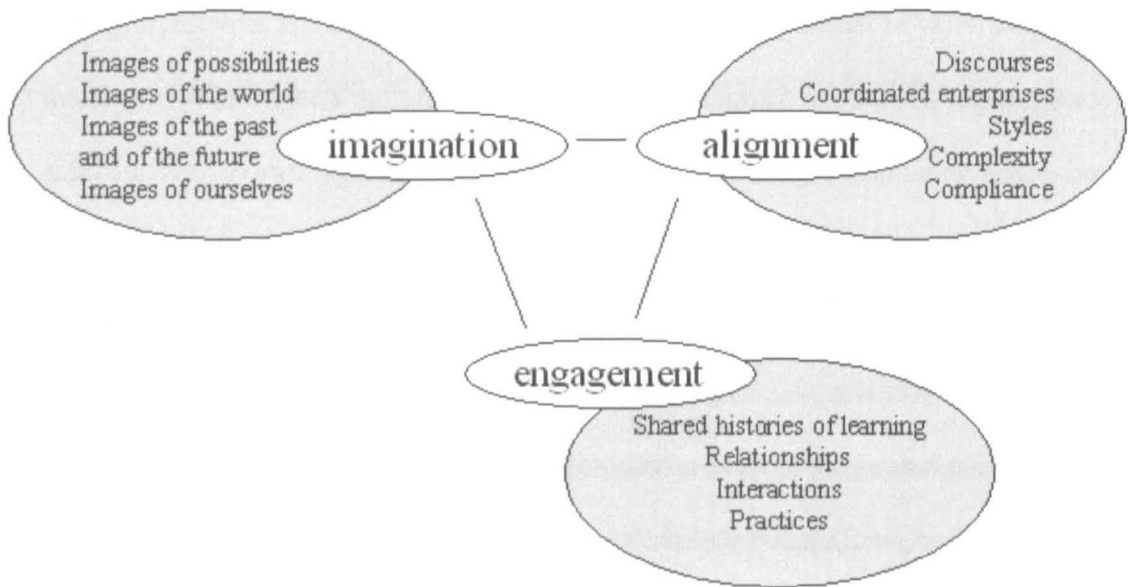 Images of possibilities
Images of the world
Images of the past
and of the future
Images of ourselves
imagination
alignment
Discourses
Coordinated enterprises
Styles
Complexity
Compliance
engagement
Shared histories of learning
Relationships
Interactions
Practices